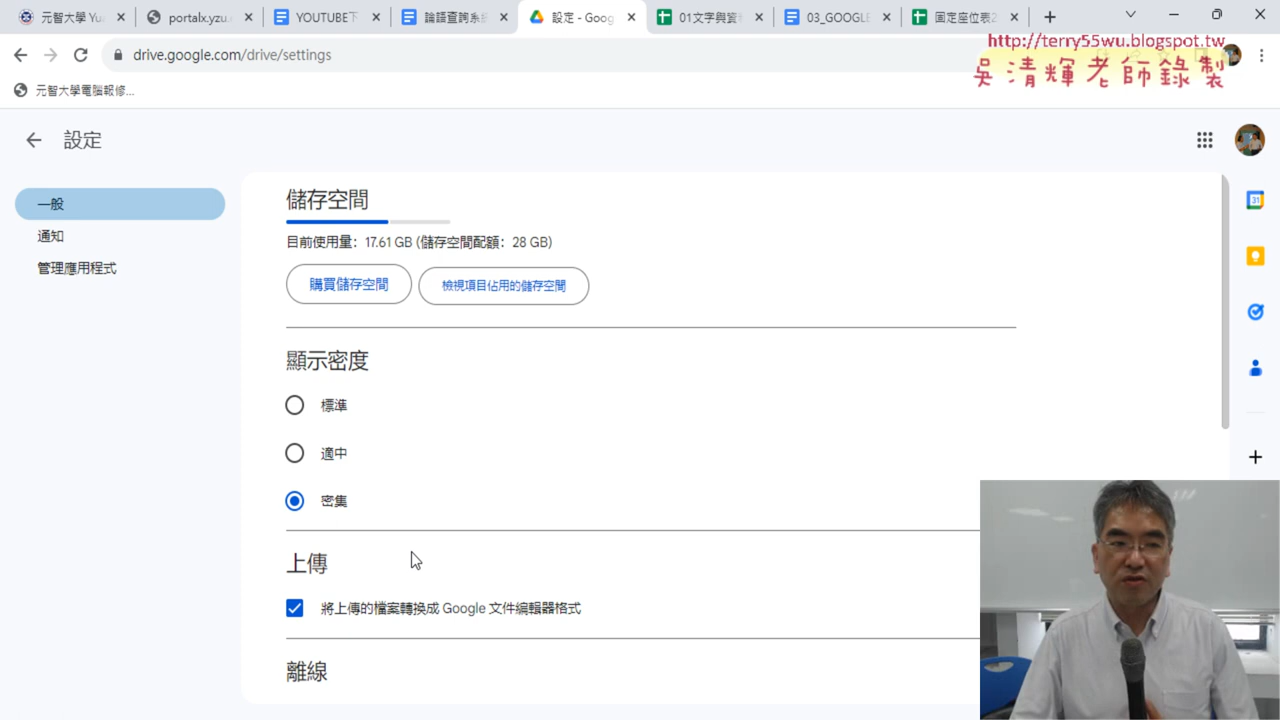 元智大學 Yu
portalx.yzu.
YOUTUBE下
論語查詢系統
設定 - Goog
01文字與資
03_GOOGLE
固定座位表2
drive.google.com/drive/settings
http://terry55wu.blogspot.tw
吳清輝老師錄製
元智大學電腦報修...
設定
一般
通知
管理應用程式
儲存空間
目前使用量：17.61 GB (儲存空間配額：28 GB)
購買儲存空間
檢視項目佔用的儲存空間
顯示密度
標準
適中
密集
上傳
將上傳的檔案轉換成 Google 文件編輯器格式
離線
31